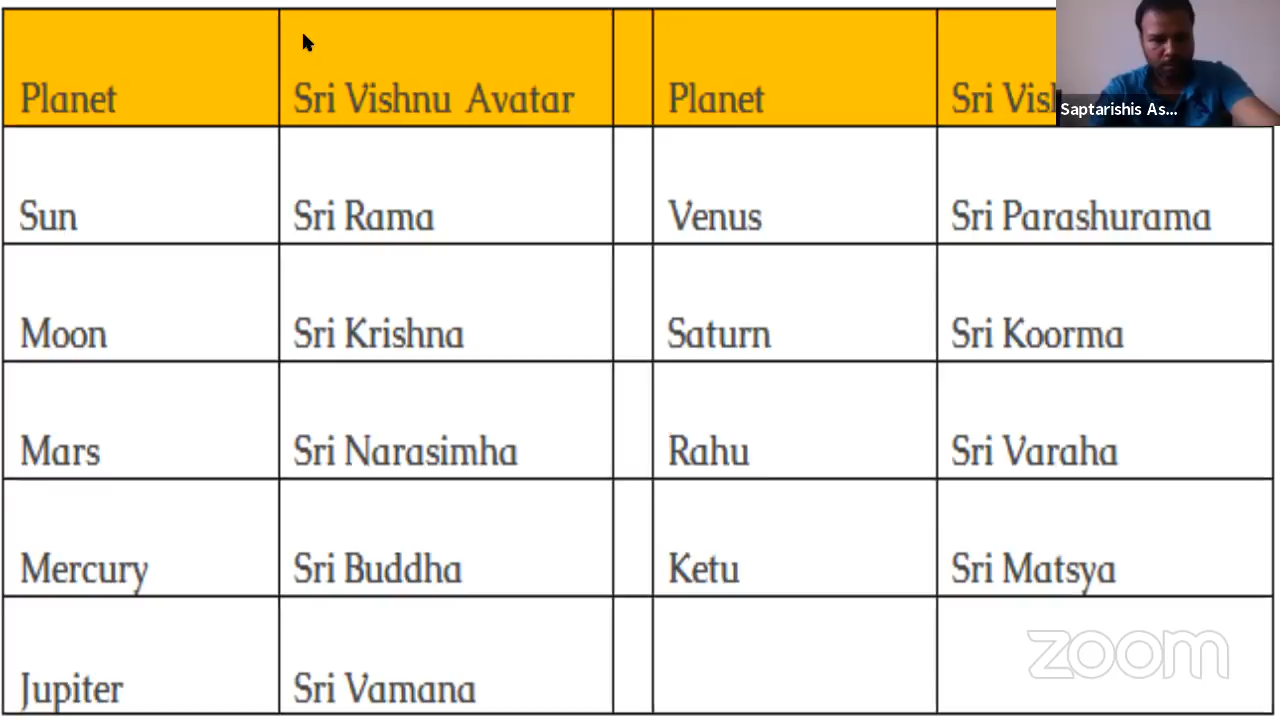 Planet Sri Vishnu Avatar Planet Sri
Saptarishis As...
Sun Sri Rama Venus Sri Parashurama
Moon Sri Krishna Saturn Sri Koorma
Mars Sri Narasimha Rahu Sri Varaha
Mercury Sri Buddha Ketu Sri Matsya
Jupiter Sri Vamana
zoom